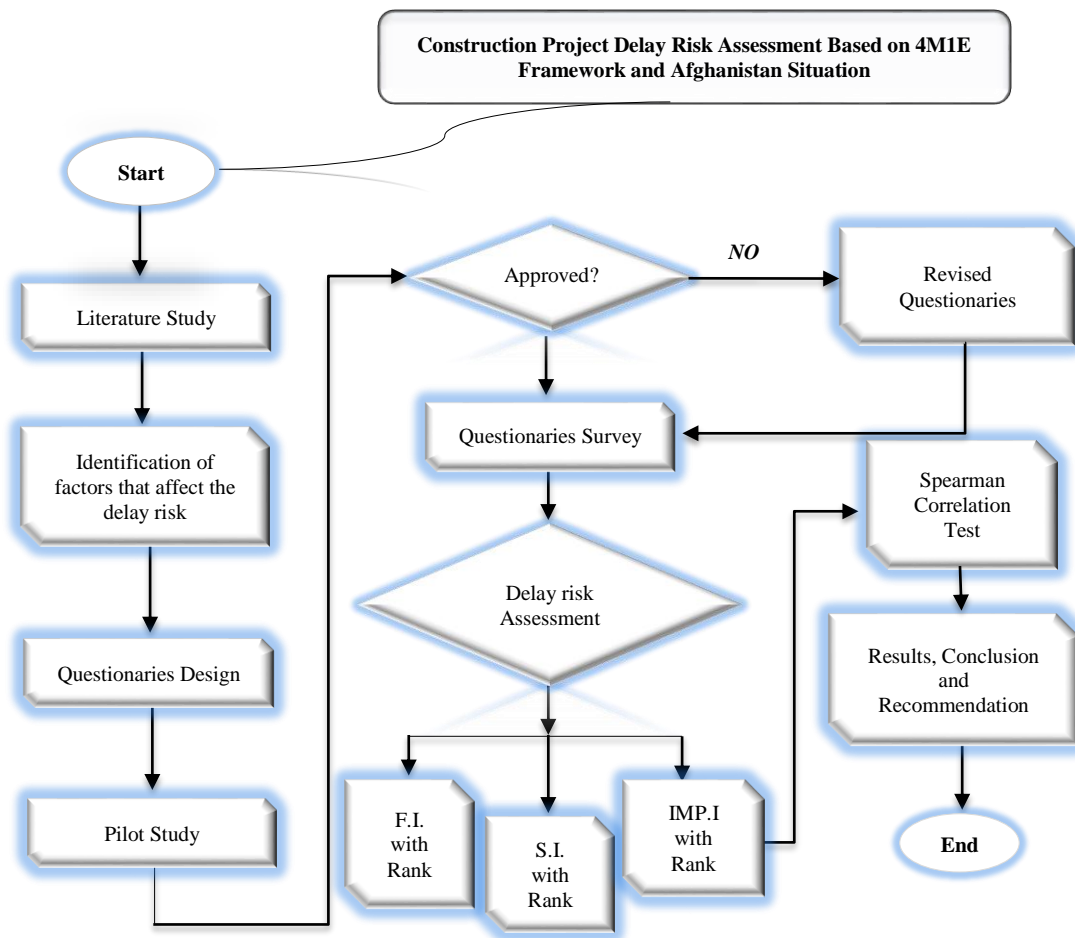 Construction Project Delay Risk Assessment Based on 4M1E
Framework and Afghanistan Situation
Start
Literature Study
Identification of
factors that affect the
delay risk
Questionaries Design
Pilot Study
Approved?
NO
Revised
Questionaries
Questionaries Survey
Delay risk
Assessment
F.I.
with
Rank
S.I.
with
Rank
IMP.I
with
Rank
Spearman
Correlation
Test
Results, Conclusion
and
Recommendation
End